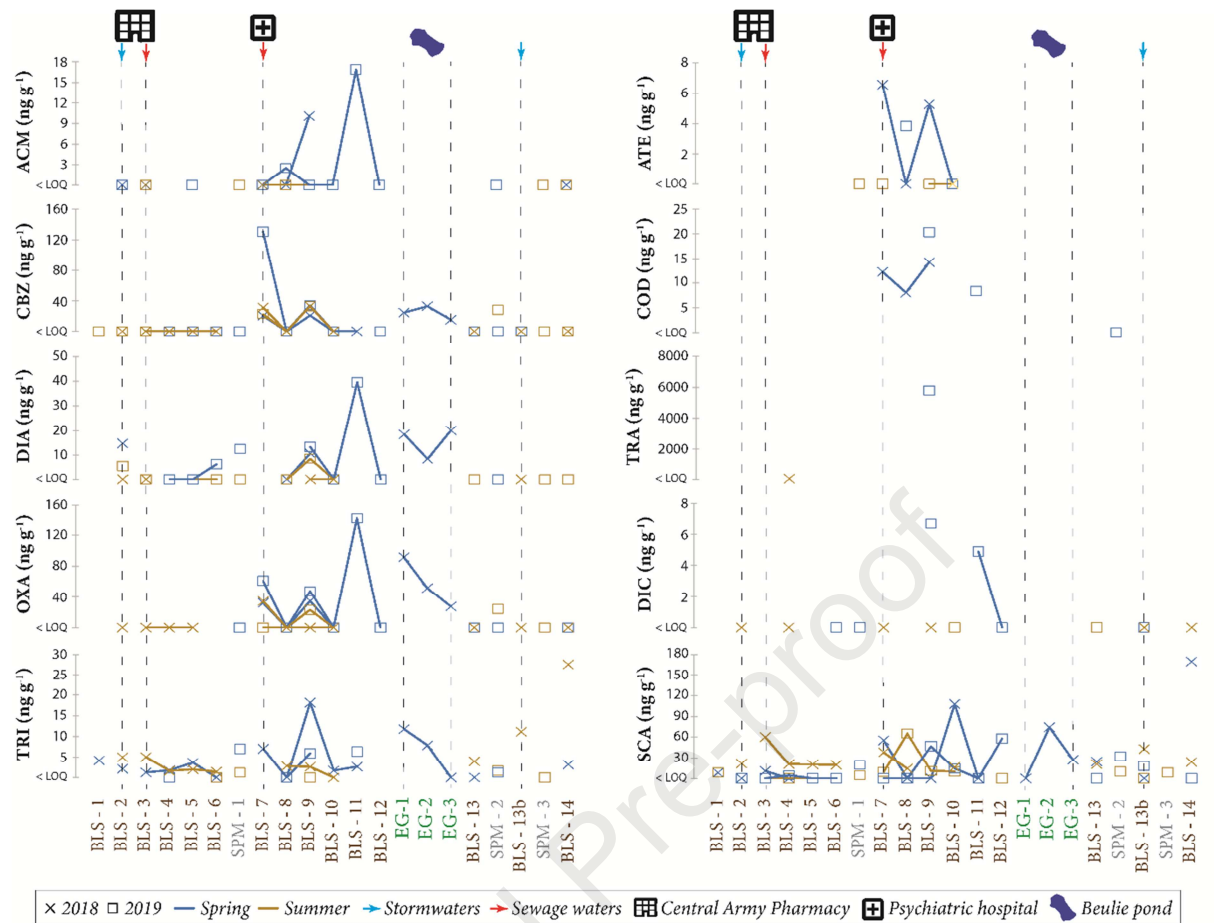 18
15
12
9
6
3
< LOQ
ACM (ng g⁻¹)
8
6
4
2
< LOQ
ATE (ng g⁻¹)
160
120
80
40
< LOQ
CBZ (ng g⁻¹)
25
20
15
10
5
< LOQ
COD (ng g⁻¹)
50
40
30
20
10
< LOQ
DIA (ng g⁻¹)
8000
6000
4000
2000
< LOQ
TRA (ng g⁻¹)
160
120
80
40
< LOQ
OXA (ng g⁻¹)
8
6
4
2
< LOQ
DIC (ng g⁻¹)
30
25
20
15
10
5
< LOQ
TRI (ng g⁻¹)
180
150
120
90
60
30
< LOQ
SCA (ng g⁻¹)
BLS - 1
BLS - 2
BLS - 3
BLS - 4
BLS - 5
BLS - 6
SPM - 1
BLS - 7
BLS - 8
BLS - 9
BLS - 10
BLS - 11
BLS - 12
EG-1
EG-2
EG-3
BLS - 13
SPM - 2
BLS - 13b
SPM - 3
BLS - 14
BLS - 1
BLS - 2
BLS - 3
BLS - 4
BLS - 5
BLS - 6
SPM - 1
BLS - 7
BLS - 8
BLS - 9
BLS - 10
BLS - 11
BLS - 12
EG-1
EG-2
EG-3
BLS - 13
SPM - 2
BLS - 13b
SPM - 3
BLS - 14
2018 2019 Spring Summer Stormwaters Sewage waters Central Army Pharmacy Psychiatric hospital Beulie pond
Pre-proof